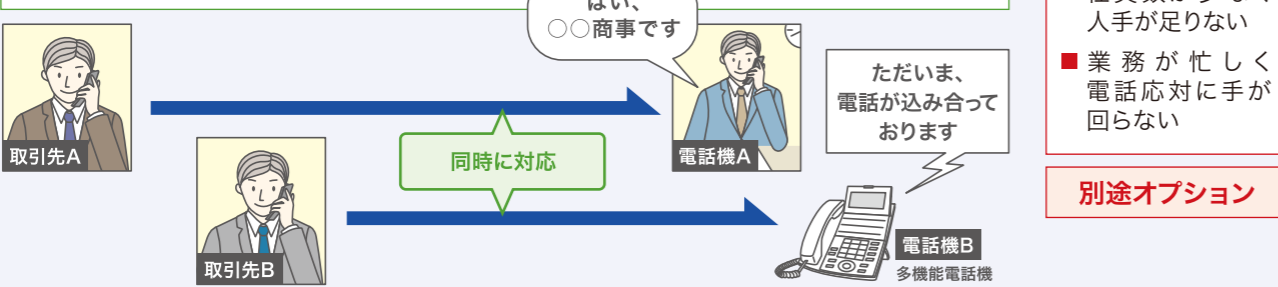 はい、
○○商事です
取引先A
電話機A
ただいま、
電話が込み合って
おります
同時に対応
取引先B
電話機B
多機能電話機
人手が足りない
■業務が忙しく
電話応対に手が
回らない
別途オプション